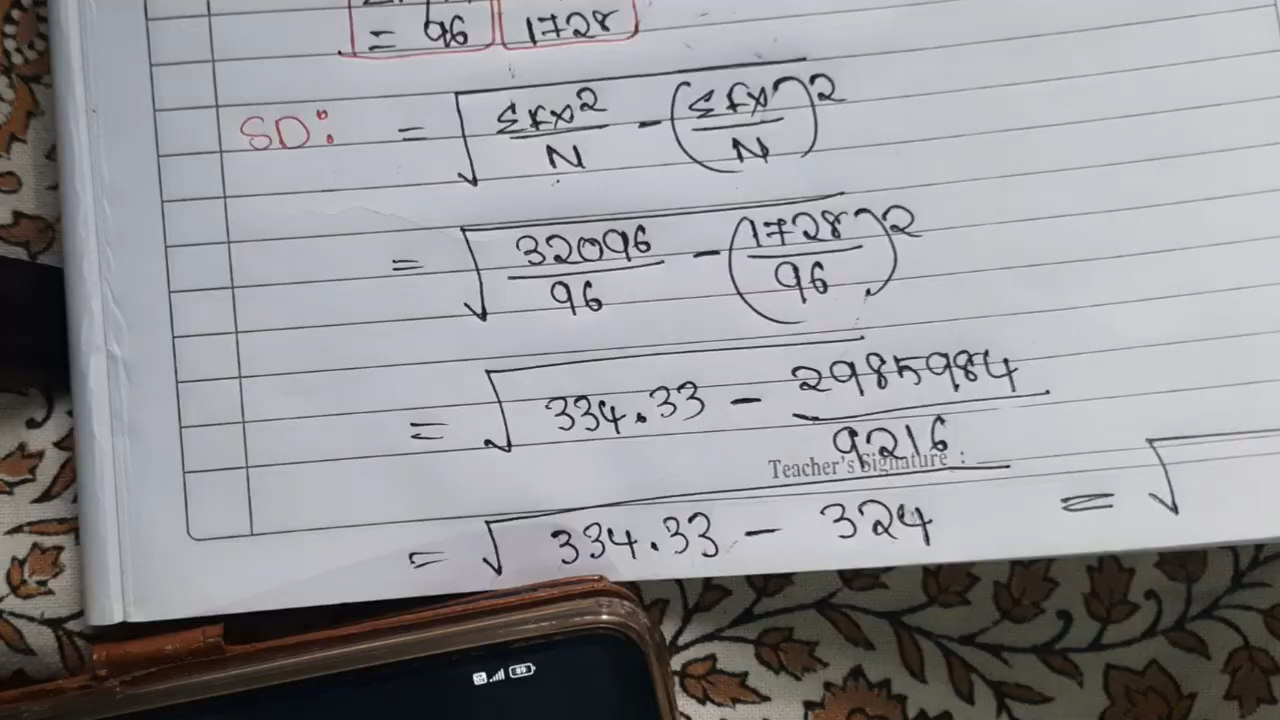 = 96 1728
SD: = √ Σfx² / N - (Σfx / N)²
= √ 32096 / 96 - (1728 / 96)²
= √ 334.33 - 2985984 / 9216
Teacher's Signature :
= √ 334.33 - 324 = √
89